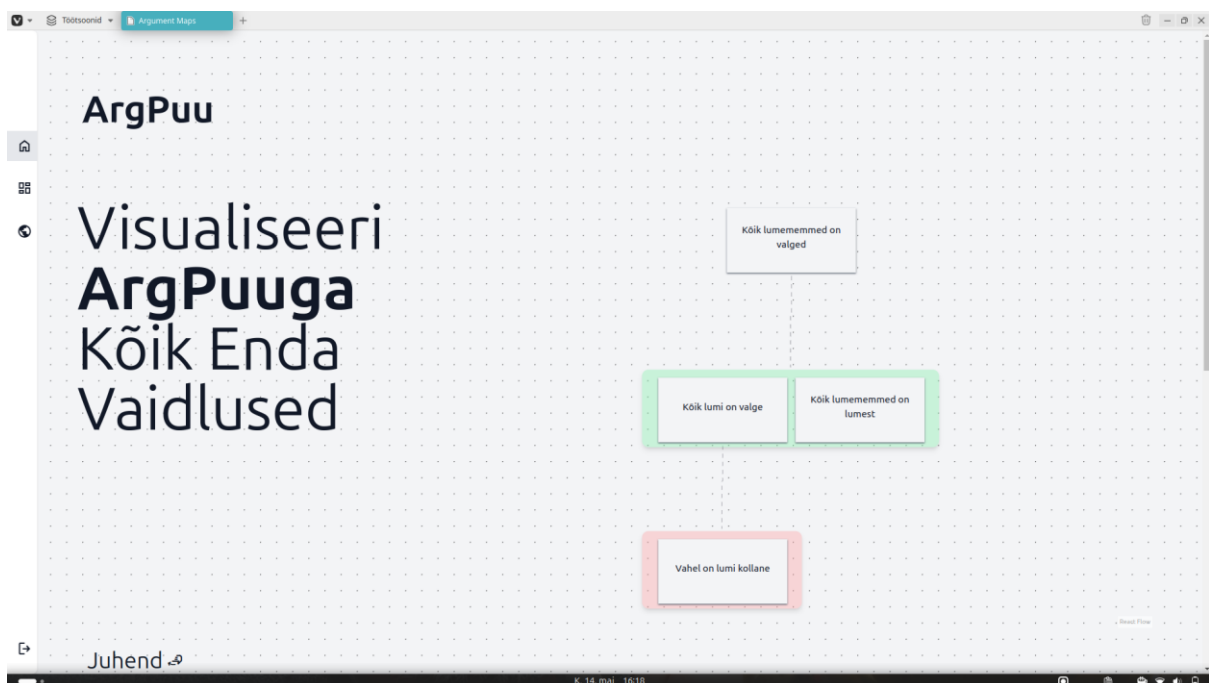 Töötsoonid
Argument Maps
ArgPuu
Visualiseeri
ArgPuuga
Kõik Enda
Vaidlused
Kõik lumememmed on
valged
Kõik lumi on valge
Kõik lumememmed on
lumest
Vahel on lumi kollane
React Flow
Juhend
K 14. mai 16:18